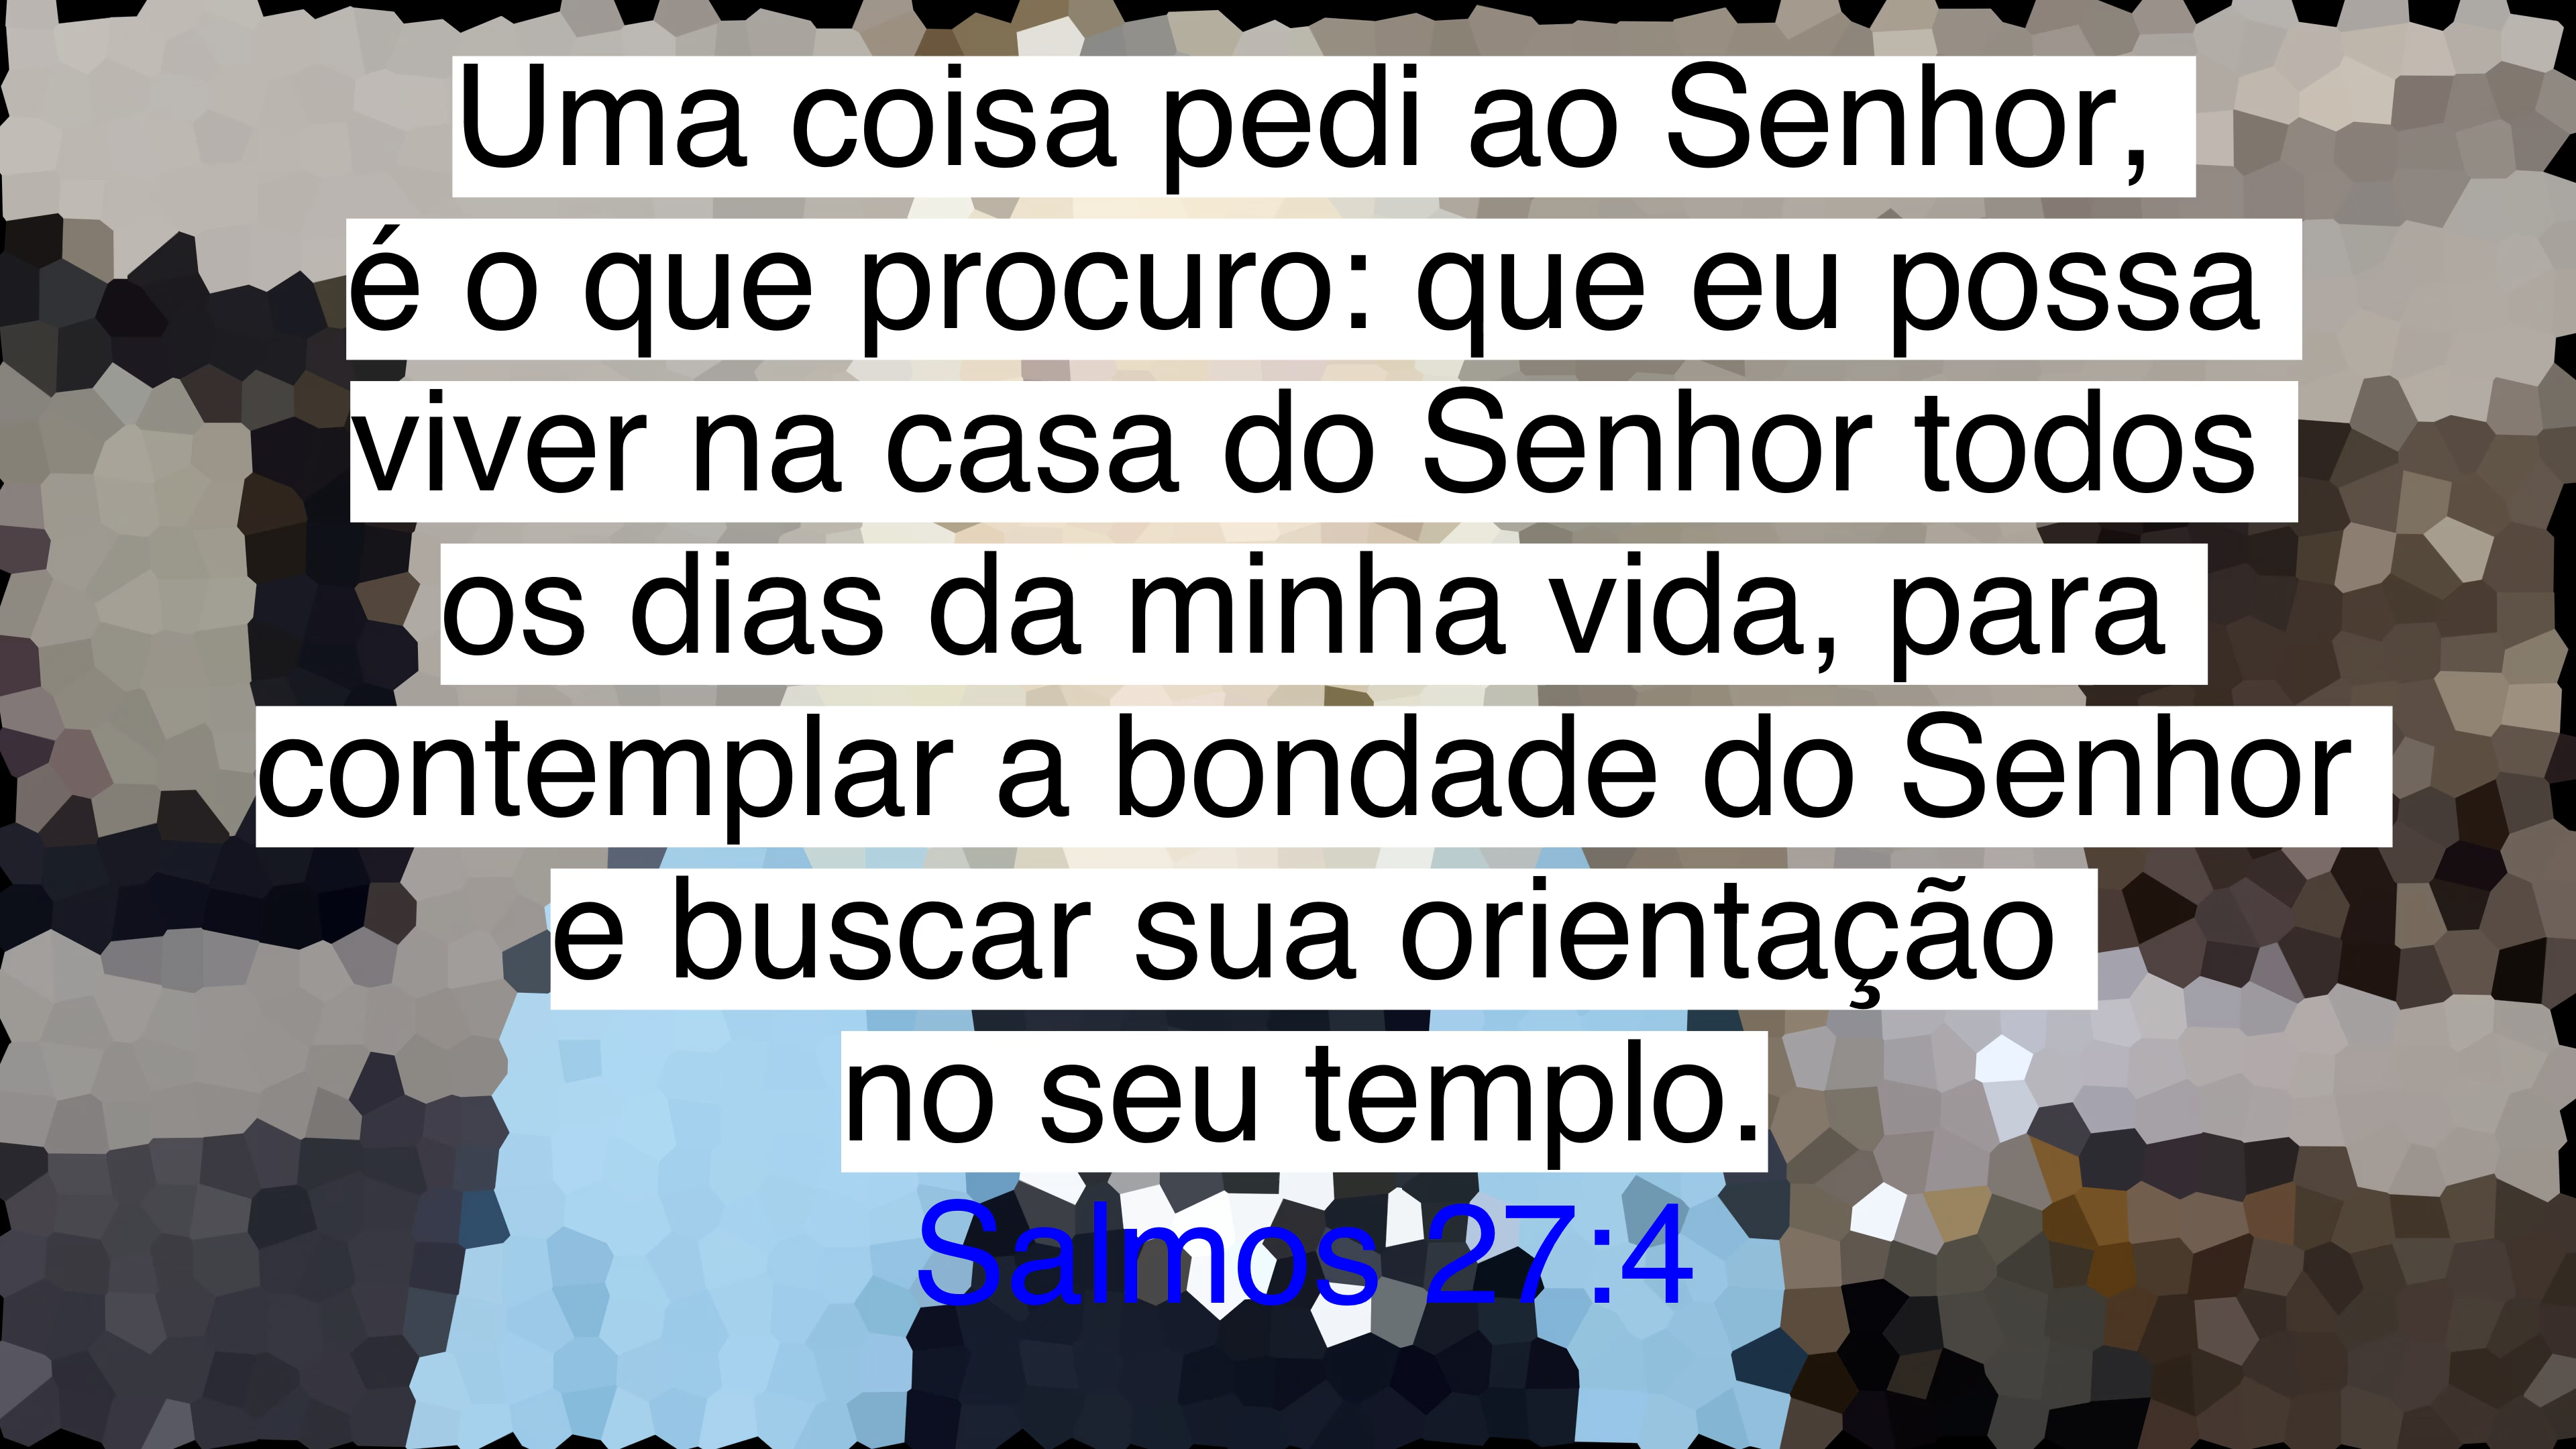 Uma coisa pedi ao Senhor,
é o que procuro: que eu possa
viver na casa do Senhor todos
os dias da minha vida, para
contemplar a bondade do Senhor
e buscar sua orientação
no seu templo.
Salmos 27:4